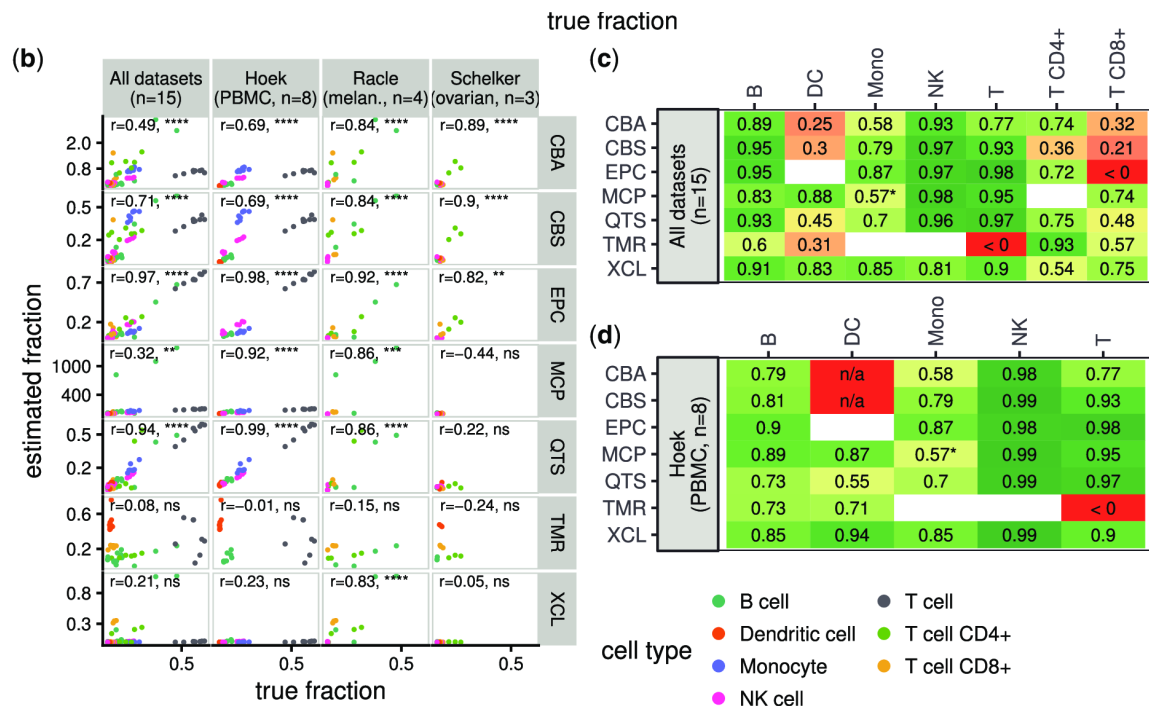 true fraction
(b)
All datasets (n=15) Hoek (PBMC, n=8) Racle (melan., n=4) Schelker (ovarian, n=3)
r=0.49, **** r=0.69, **** r=0.84, **** r=0.89, ****
2.0
0.8
CBA
r=0.71, **** r=0.69, **** r=0.84, **** r=0.9, ****
0.5
0.2
CBS
r=0.97, **** r=0.98, **** r=0.92, **** r=0.82, **
0.7
0.2
EPC
r=0.32, ** r=0.92, **** r=0.86, *** r=−0.44, ns
1000
400
MCP
r=0.94, **** r=0.99, **** r=0.86, **** r=0.22, ns
0.5
0.2
QTS
r=0.08, ns r=−0.01, ns r=0.15, ns r=−0.24, ns
0.6
0.2
TMR
r=0.21, ns r=0.23, ns r=0.83, **** r=0.05, ns
0.8
0.3
XCL
0.5 0.5 0.5 0.5
true fraction
estimated fraction
(c)
B DC Mono NK T T CD4+ T CD8+
All datasets
(n=15)
CBA 0.89 0.25 0.58 0.93 0.77 0.74 0.32
CBS 0.95 0.3 0.79 0.97 0.93 0.36 0.21
EPC 0.95 0.87 0.97 0.98 0.72 < 0
MCP 0.83 0.88 0.57* 0.98 0.95 0.74
QTS 0.93 0.45 0.7 0.96 0.97 0.75 0.48
TMR 0.6 0.31 < 0 0.93 0.57
XCL 0.91 0.83 0.85 0.81 0.9 0.54 0.75
(d)
B DC Mono NK T
Hoek
(PBMC, n=8)
CBA 0.79 n/a 0.58 0.98 0.77
CBS 0.81 n/a 0.79 0.99 0.93
EPC 0.9 0.87 0.98 0.98
MCP 0.89 0.87 0.57* 0.99 0.95
QTS 0.73 0.55 0.7 0.99 0.97
TMR 0.73 0.71 < 0
XCL 0.85 0.94 0.85 0.99 0.9
cell type
B cell
Dendritic cell
Monocyte
NK cell
T cell
T cell CD4+
T cell CD8+